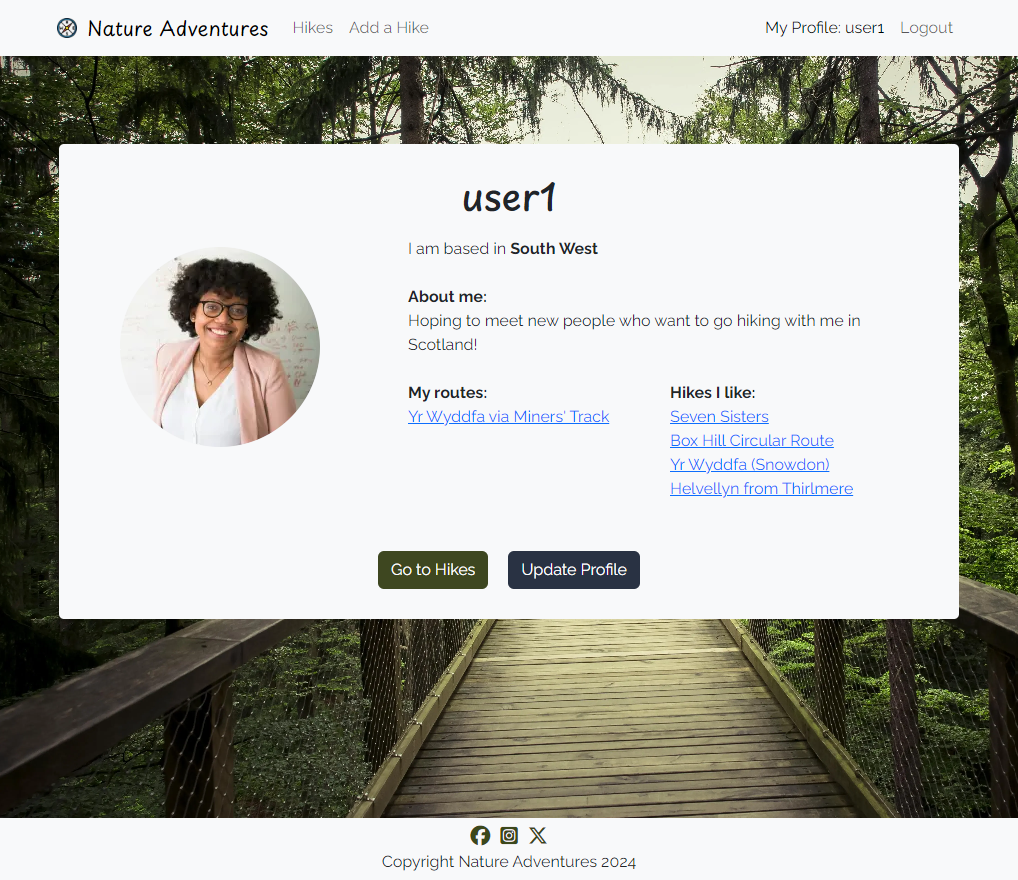 Nature Adventures Hikes Add a Hike My Profile: user1 Logout
user1
I am based in South West
About me:
Hoping to meet new people who want to go hiking with me in
Scotland!
My routes:
Yr Wyddfa via Miners' Track
Hikes I like:
Seven Sisters
Box Hill Circular Route
Yr Wyddfa (Snowdon)
Helvellyn from Thirlmere
Go to Hikes Update Profile
Copyright Nature Adventures 2024